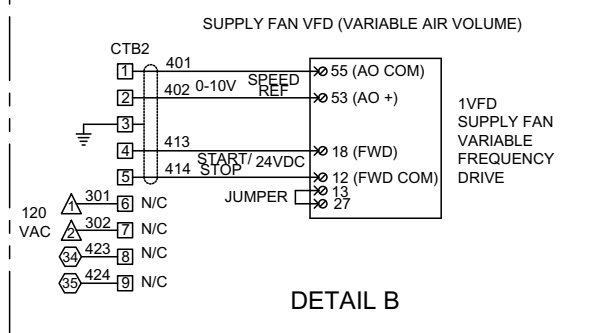 SUPPLY FAN VFD (VARIABLE AIR VOLUME)
CTB2
1 401 55 (AO COM)
2 402 0-10V SPEED REF 53 (AO +)
3
4 413 18 (FWD)
5 414 START/STOP 24VDC 12 (FWD COM)
JUMPER 13
27
1VFD
SUPPLY FAN
VARIABLE
FREQUENCY
DRIVE
120
VAC
1 301 6 N/C
2 302 7 N/C
34 423 8 N/C
35 424 9 N/C
DETAIL B